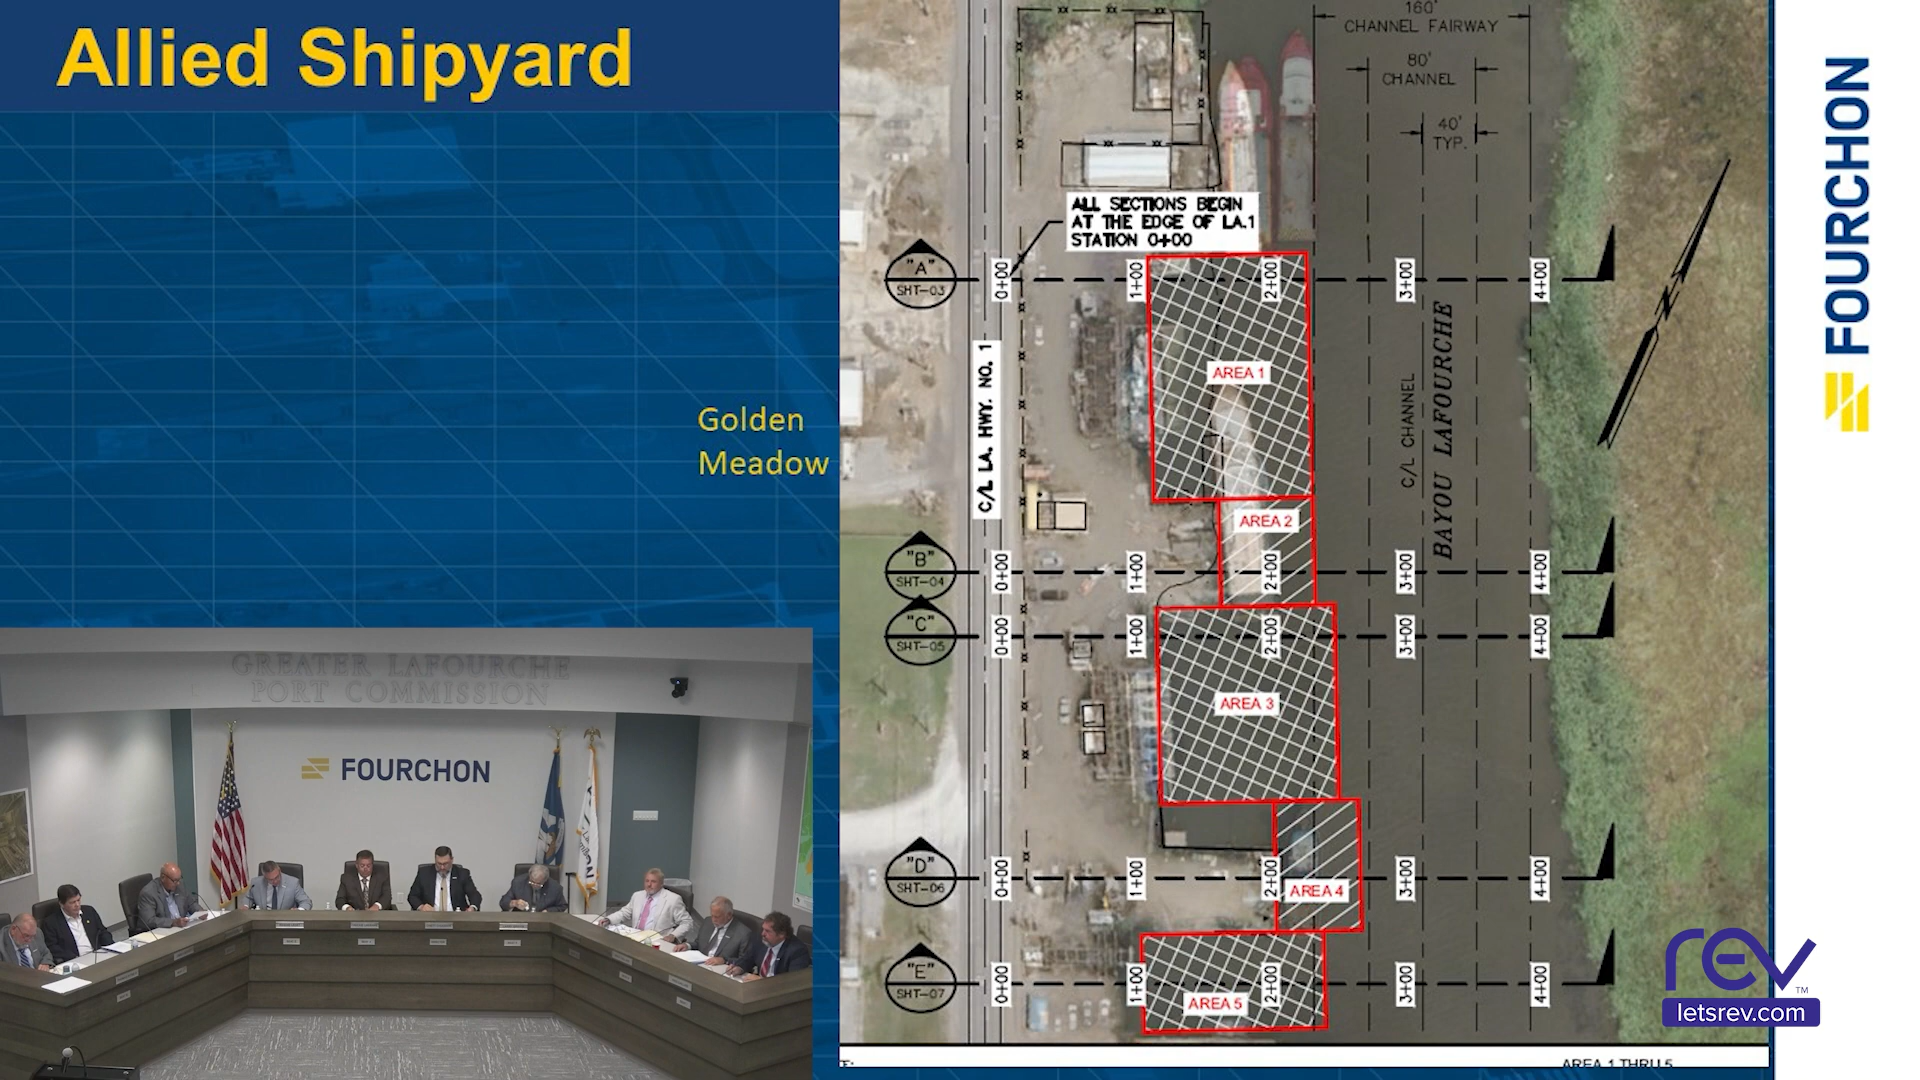 Allied Shipyard
Golden
Meadow
GREATER LAFOURCHE
PORT COMMISSION
FOURCHON
160'
CHANNEL FAIRWAY
80'
CHANNEL
40'
TYP.
ALL SECTIONS BEGIN
AT THE EDGE OF LA.1
STATION 0+00
"A"
SHT-03
0+00
1+00
2+00
3+00
4+00
C/L LA. HWY. NO. 1
AREA 1
C/L CHANNEL
BAYOU LAFOURCHE
N
AREA 2
"B"
SHT-04
0+00
1+00
2+00
3+00
4+00
"C"
SHT-05
0+00
1+00
2+00
3+00
4+00
AREA 3
"D"
SHT-06
0+00
1+00
2+00
3+00
4+00
AREA 4
"E"
SHT-07
0+00
1+00
2+00
3+00
4+00
AREA 5
AREA 1 THRU 5
FOURCHON
rev
TM
letsrev.com